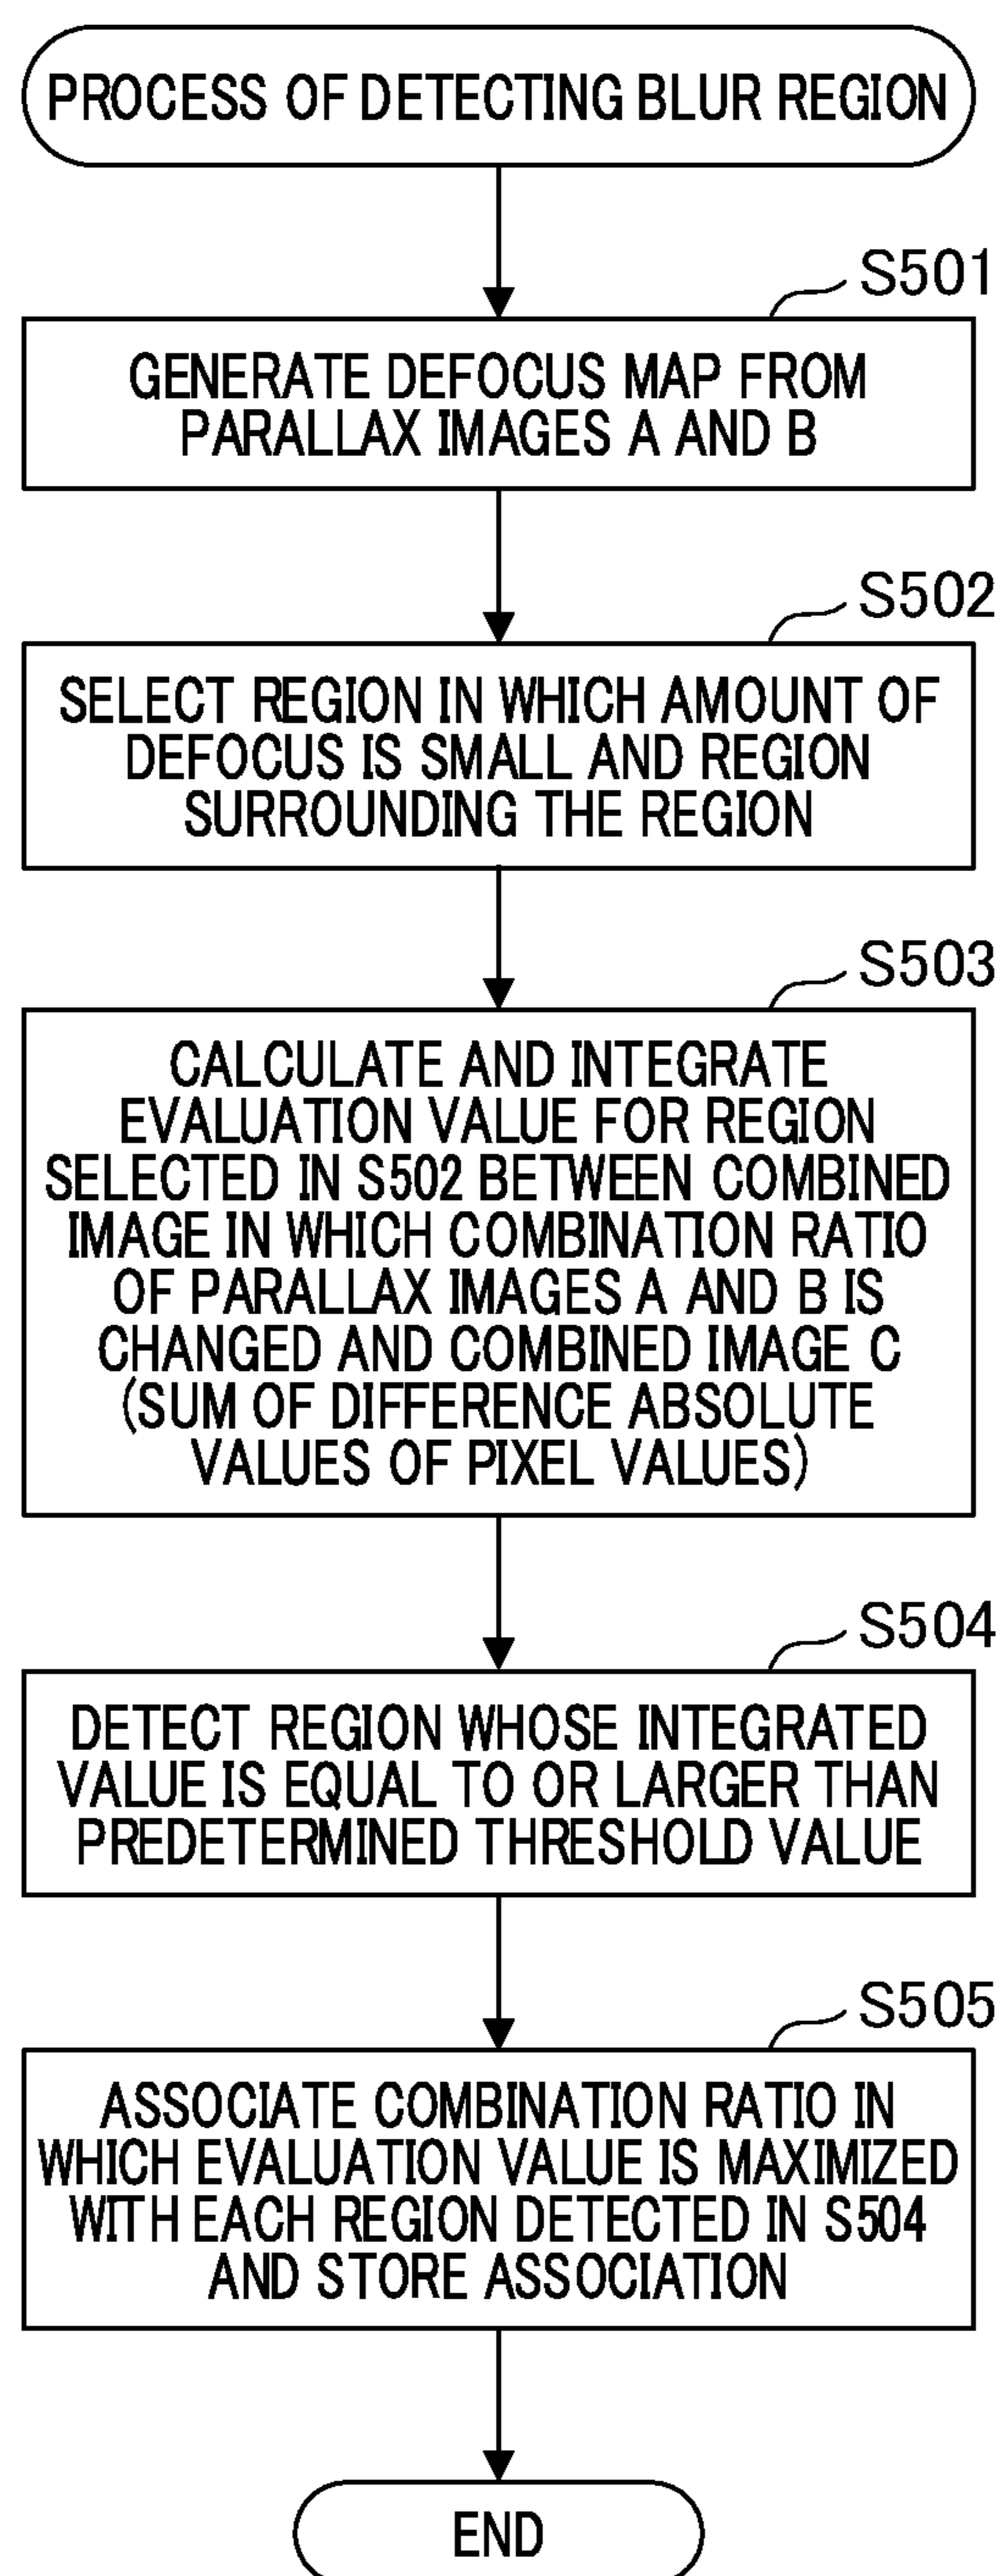 PROCESS OF DETECTING BLUR REGION
S501
GENERATE DEFOCUS MAP FROM
PARALLAX IMAGES A AND B
S502
SELECT REGION IN WHICH AMOUNT OF
DEFOCUS IS SMALL AND REGION
SURROUNDING THE REGION
S503
CALCULATE AND INTEGRATE
EVALUATION VALUE FOR REGION
SELECTED IN S502 BETWEEN COMBINED
IMAGE IN WHICH COMBINATION RATIO
OF PARALLAX IMAGES A AND B IS
CHANGED AND COMBINED IMAGE C
(SUM OF DIFFERENCE ABSOLUTE
VALUES OF PIXEL VALUES)
S504
DETECT REGION WHOSE INTEGRATED
VALUE IS EQUAL TO OR LARGER THAN
PREDETERMINED THRESHOLD VALUE
S505
ASSOCIATE COMBINATION RATIO IN
WHICH EVALUATION VALUE IS MAXIMIZED
WITH EACH REGION DETECTED IN S504
AND STORE ASSOCIATION
END